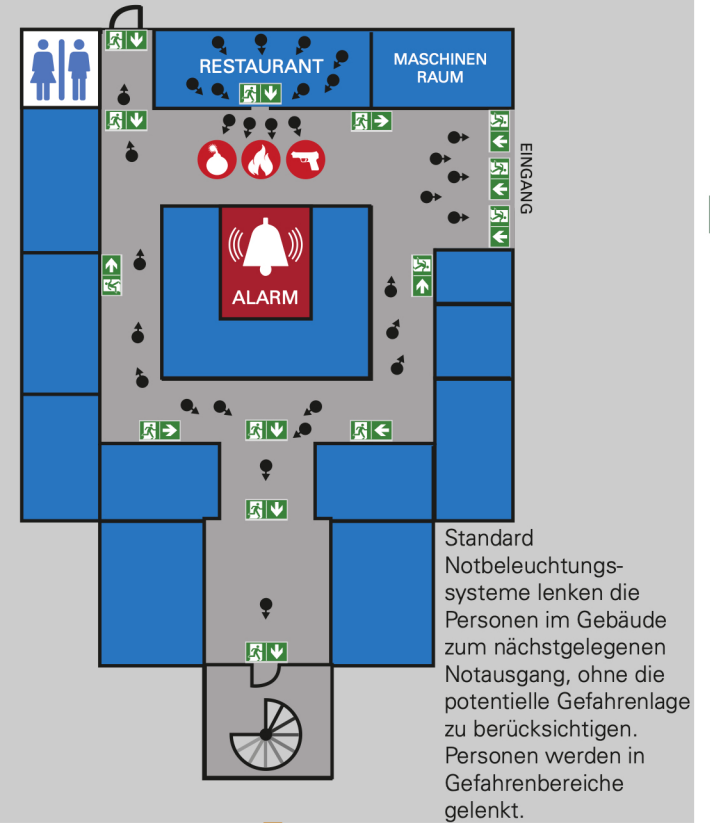 RESTAURANT
MASCHINEN
RAUM
EINGANG
ALARM
Standard
Notbeleuchtungs-
systeme lenken die
Personen im Gebäude
zum nächstgelegenen
Notausgang, ohne die
potentielle Gefahrenlage
zu berücksichtigen.
Personen werden in
Gefahrenbereiche
gelenkt.